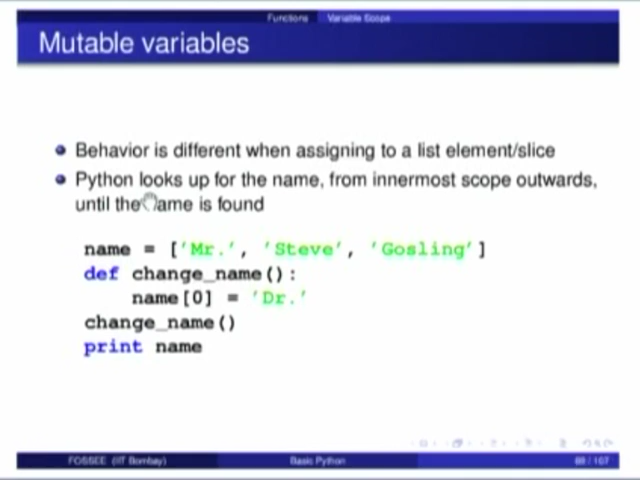 Functions Variable Scope
Mutable variables
Behavior is different when assigning to a list element/slice
Python looks up for the name, from innermost scope outwards,
until the name is found
name = ['Mr.', 'Steve', 'Gosling']
def change_name():
name[0] = 'Dr.'
change_name()
print name
FOSSEE (IIT Bombay) Basic Python / 167